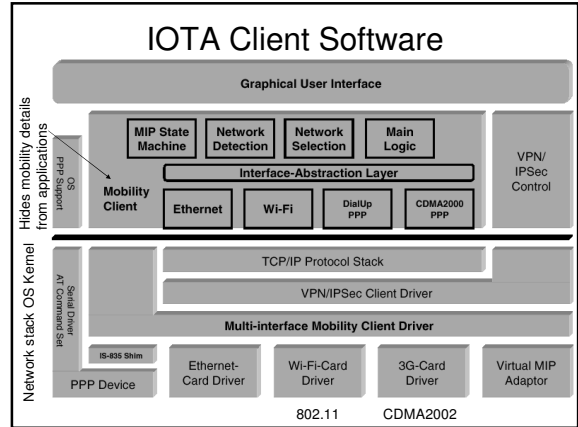 IOTA Client Software
Graphical User Interface
Hides mobility details
from applications
OS
PPP Support
MIP State
Machine
Network
Detection
Network
Selection
Main
Logic
Interface-Abstraction Layer
Mobility
Client
Ethernet
Wi-Fi
DialUp
PPP
CDMA2000
PPP
VPN/
IPSec
Control
Network stack OS Kernel
Serial Driver
AT Command Set
TCP/IP Protocol Stack
VPN/IPSec Client Driver
Multi-interface Mobility Client Driver
IS-835 Shim
PPP Device
Ethernet-
Card Driver
Wi-Fi-Card
Driver
3G-Card
Driver
Virtual MIP
Adaptor
802.11
CDMA2002